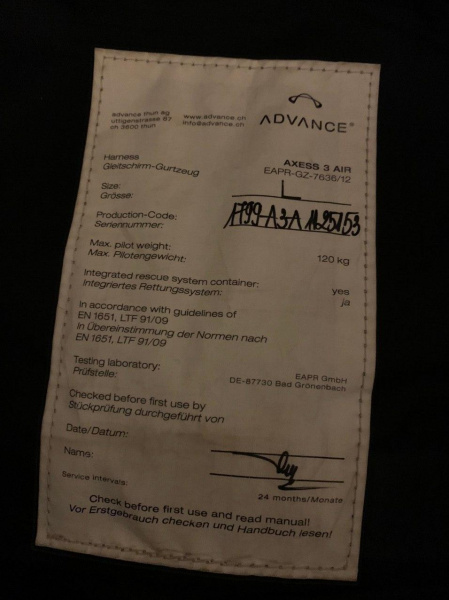 advance thun ag
uttigenstrasse 87
ch 3600 thun
www.advance.ch
info@advance.ch
ADVANCE®
Harness
Gleitschirm-Gurtzeug
AXESS 3 AIR
EAPR-GZ-7636/12
Size:
Grösse:
L
Production-Code:
Seriennummer:
Max. pilot weight:
Max. Pilotengewicht:
120 kg
Integrated rescue system container:
Integriertes Rettungssystem:
yes
ja
In accordance with guidelines of
EN 1651, LTF 91/09
In Übereinstimmung der Normen nach
EN 1651, LTF 91/09
Testing laboratory:
Prüfstelle:
EAPR GmbH
DE-87730 Bad Grönenbach
Checked before first use by
Stückprüfung durchgeführt von
Date/Datum:
Name:
Service Intervals:
24 months/Monate
Check before first use and read manual!
Vor Erstgebrauch checken und Handbuch lesen!